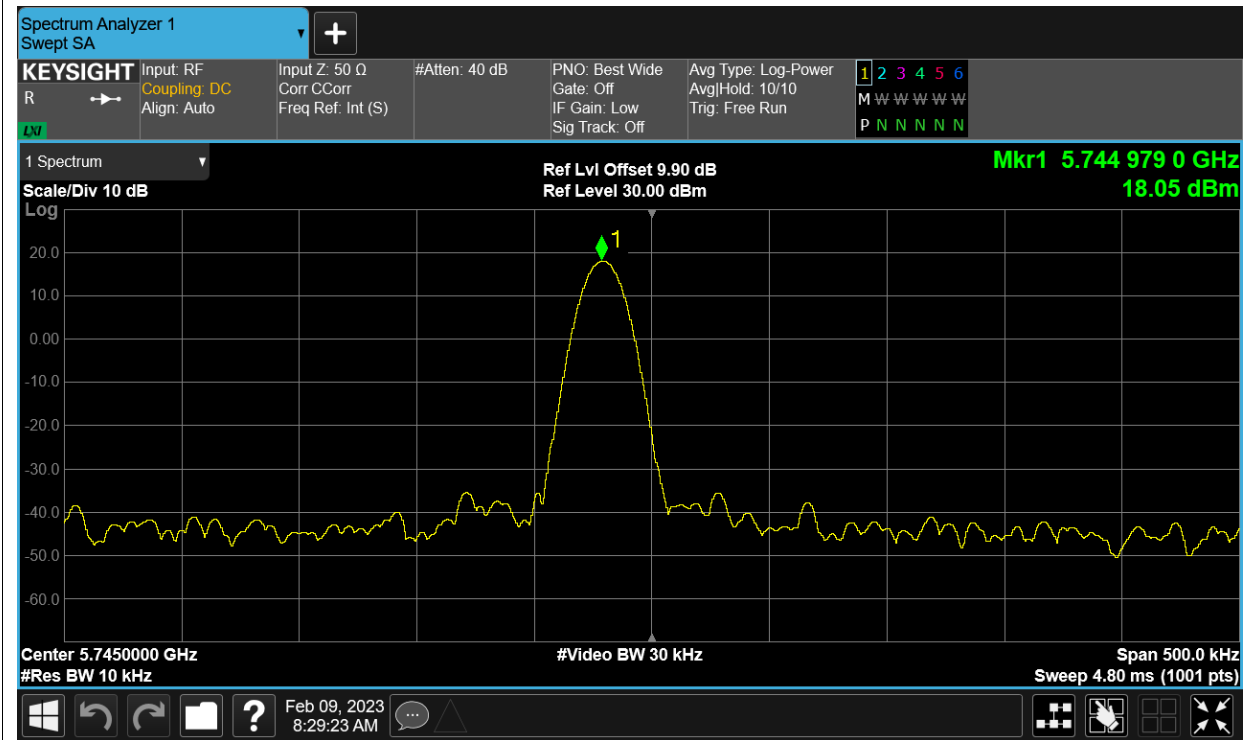 Spectrum Analyzer 1
Swept SA
+
KEYSIGHT
R
LXI
Input: RF
Coupling: DC
Align: Auto
Input Z: 50 Ω
Corr CCorr
Freq Ref: Int (S)
#Atten: 40 dB
PNO: Best Wide
Gate: Off
IF Gain: Low
Sig Track: Off
Avg Type: Log-Power
Avg|Hold: 10/10
Trig: Free Run
1 2 3 4 5 6
M W W W W W
P N N N N N
1 Spectrum
Scale/Div 10 dB
Ref Lvl Offset 9.90 dB
Ref Level 30.00 dBm
Mkr1 5.744 979 0 GHz
18.05 dBm
Log
1
20.0
10.0
0.00
-10.0
-20.0
-30.0
-40.0
-50.0
-60.0
Center 5.7450000 GHz
#Video BW 30 kHz
Span 500.0 kHz
#Res BW 10 kHz
Sweep 4.80 ms (1001 pts)
?
Feb 09, 2023
8:29:23 AM